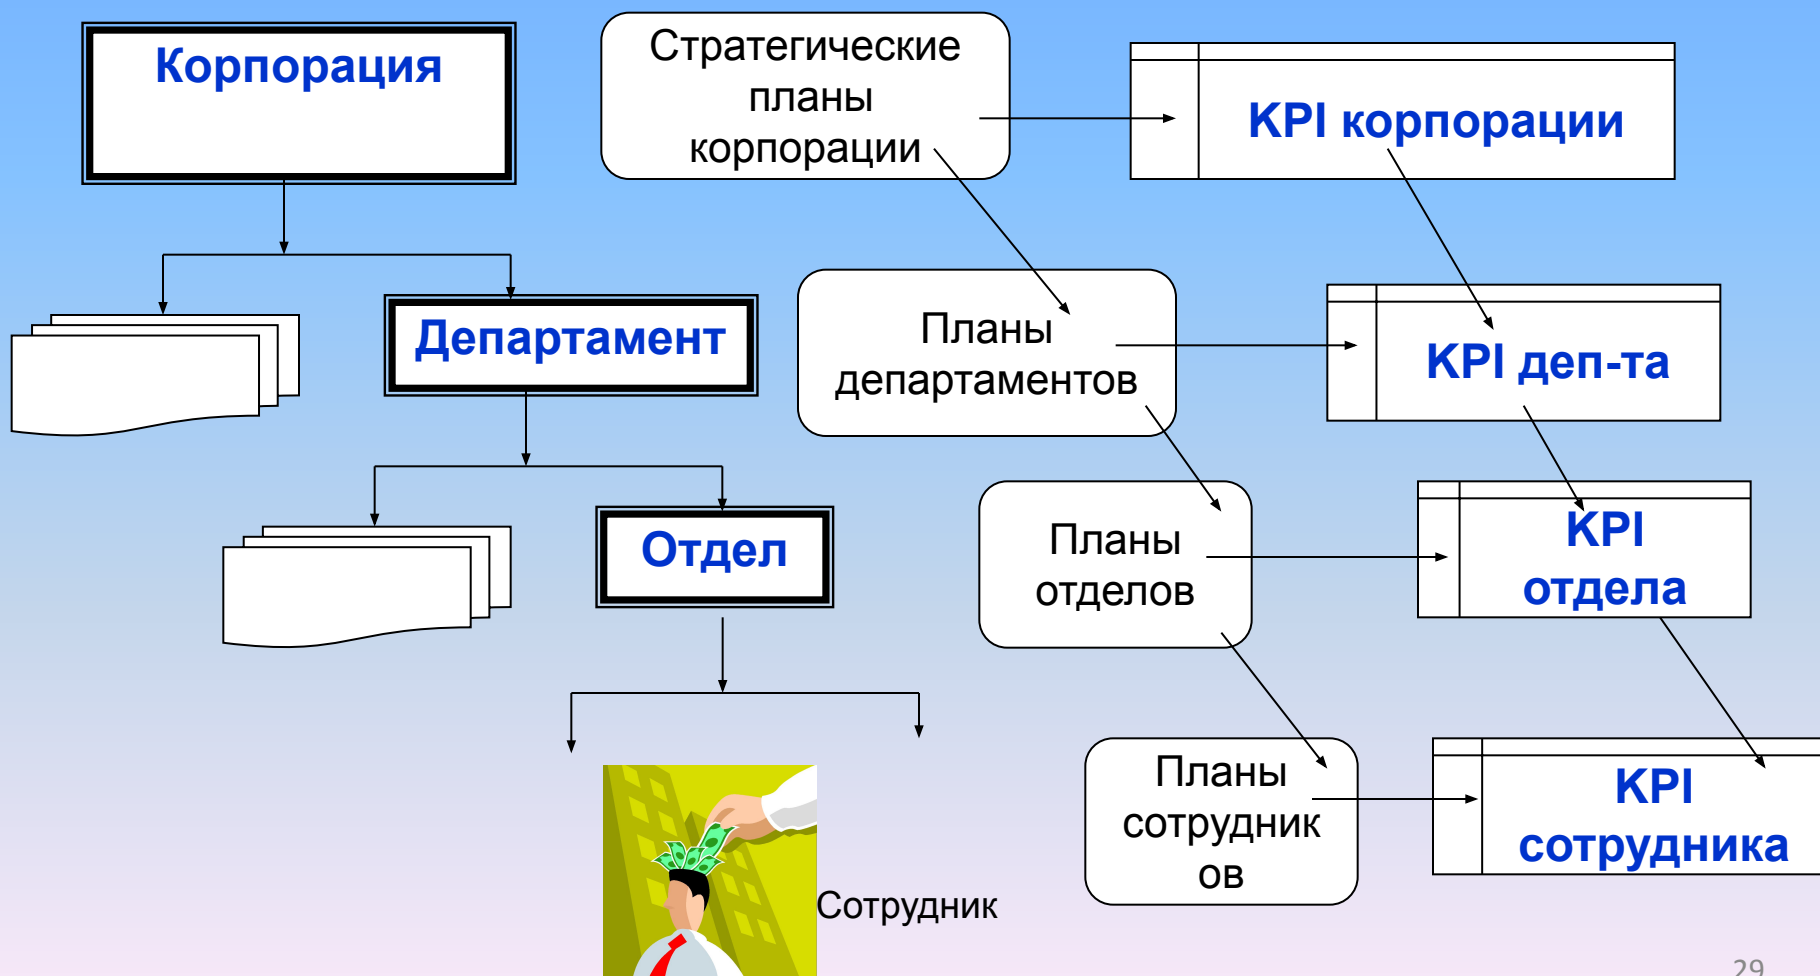 Корпорация
Стратегические
планы
корпорации
KPI корпорации
Департамент
Планы
департаментов
KPI деп-та
Отдел
Планы
отделов
KPI
отдела
Планы
сотрудник
ов
KPI
сотрудника
Сотрудник
29